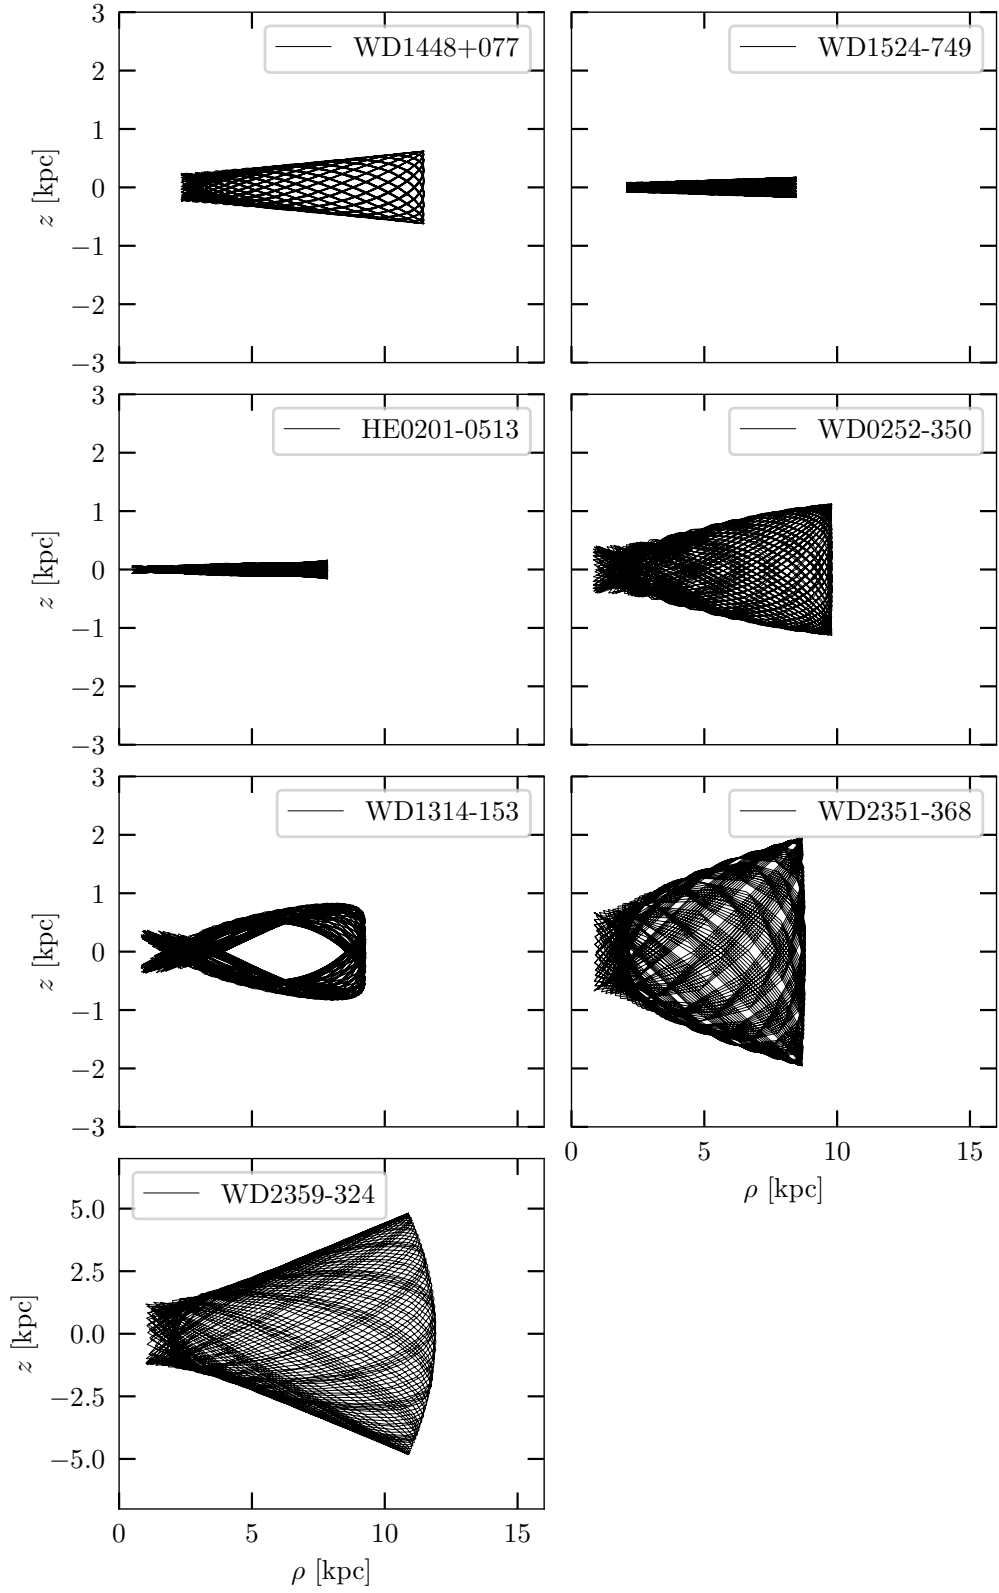 WD1448+077
3
2
1
0
−1
−2
−3
z [kpc]
WD1524-749
HE0201-0513
3
2
1
0
−1
−2
−3
z [kpc]
WD0252-350
WD1314-153
3
2
1
0
−1
−2
−3
z [kpc]
WD2351-368
0 5 10 15
ρ [kpc]
WD2359-324
5.0
2.5
0.0
−2.5
−5.0
z [kpc]
0 5 10 15
ρ [kpc]